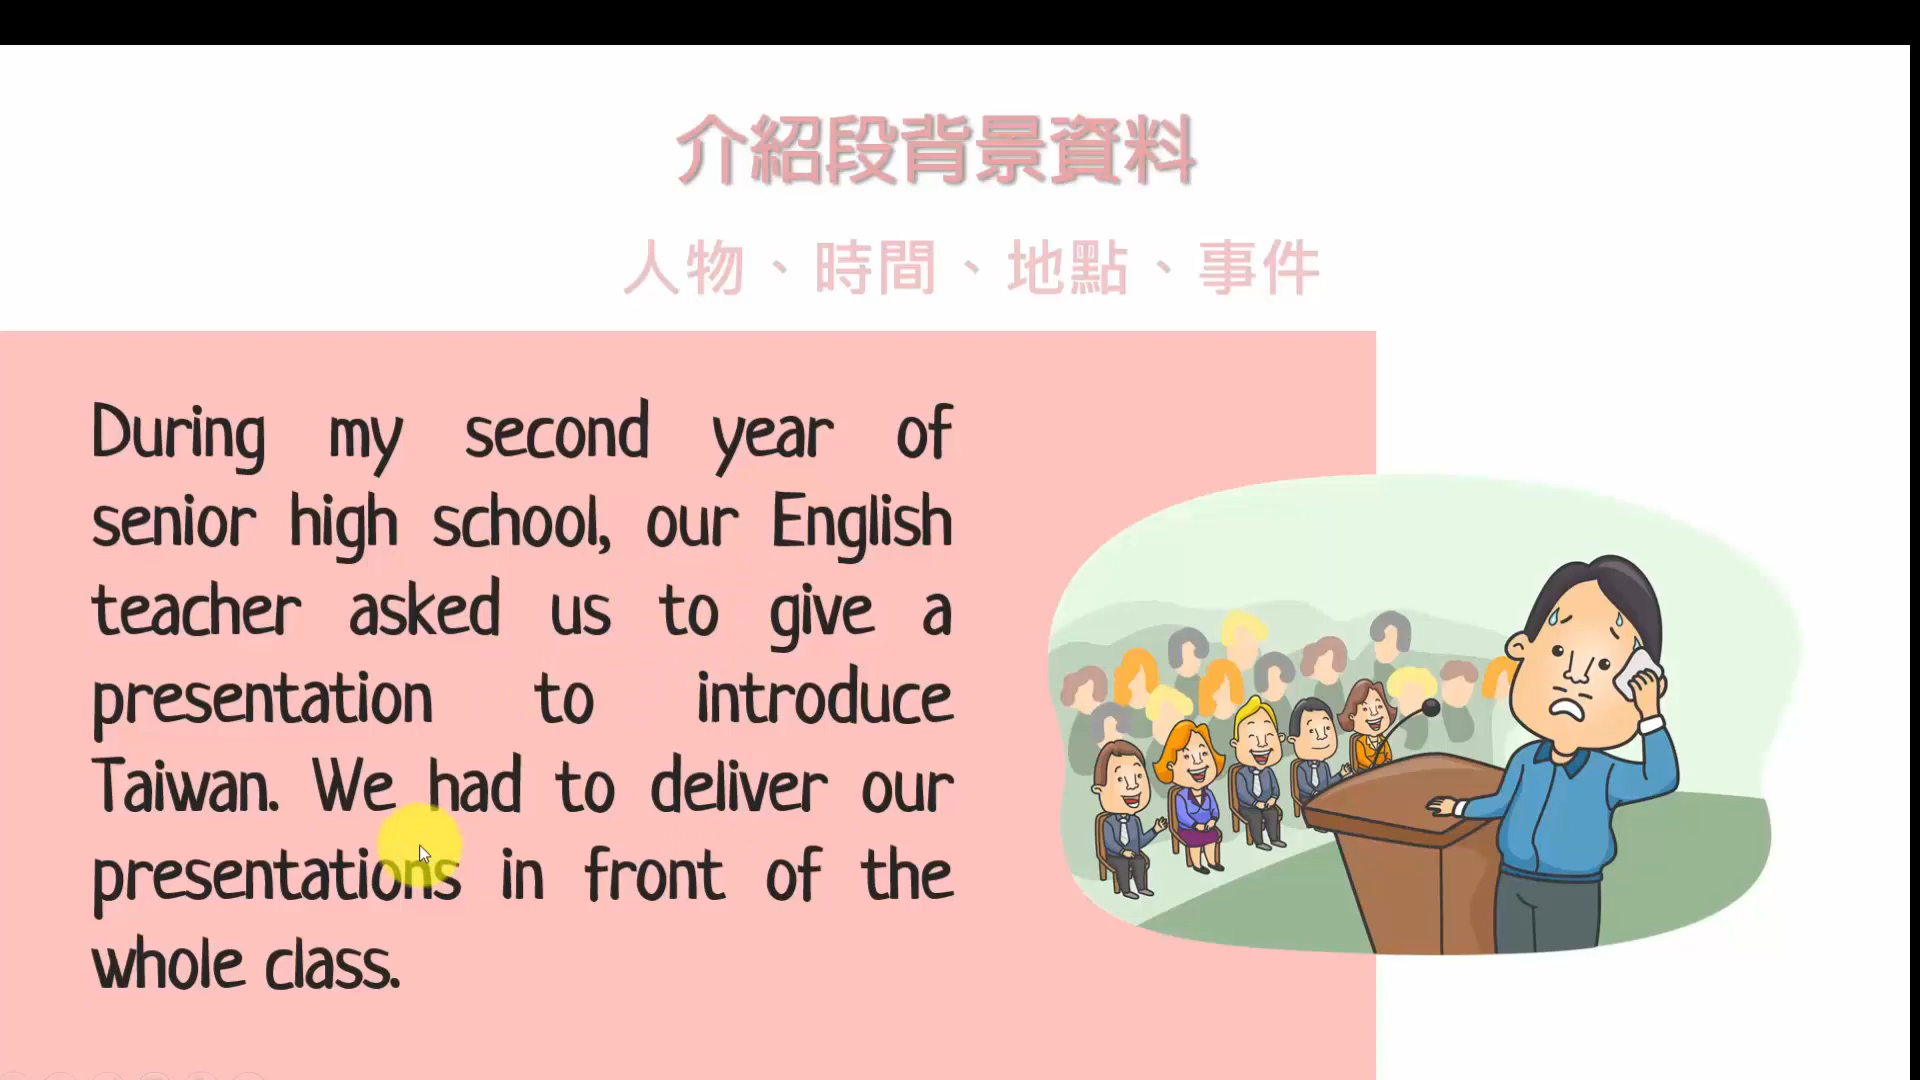 介紹段背景資料
人物、時間、地點、事件
During my second year of
senior high school, our English
teacher asked us to give a
presentation to introduce
Taiwan. We had to deliver our
presentations in front of the
whole class.